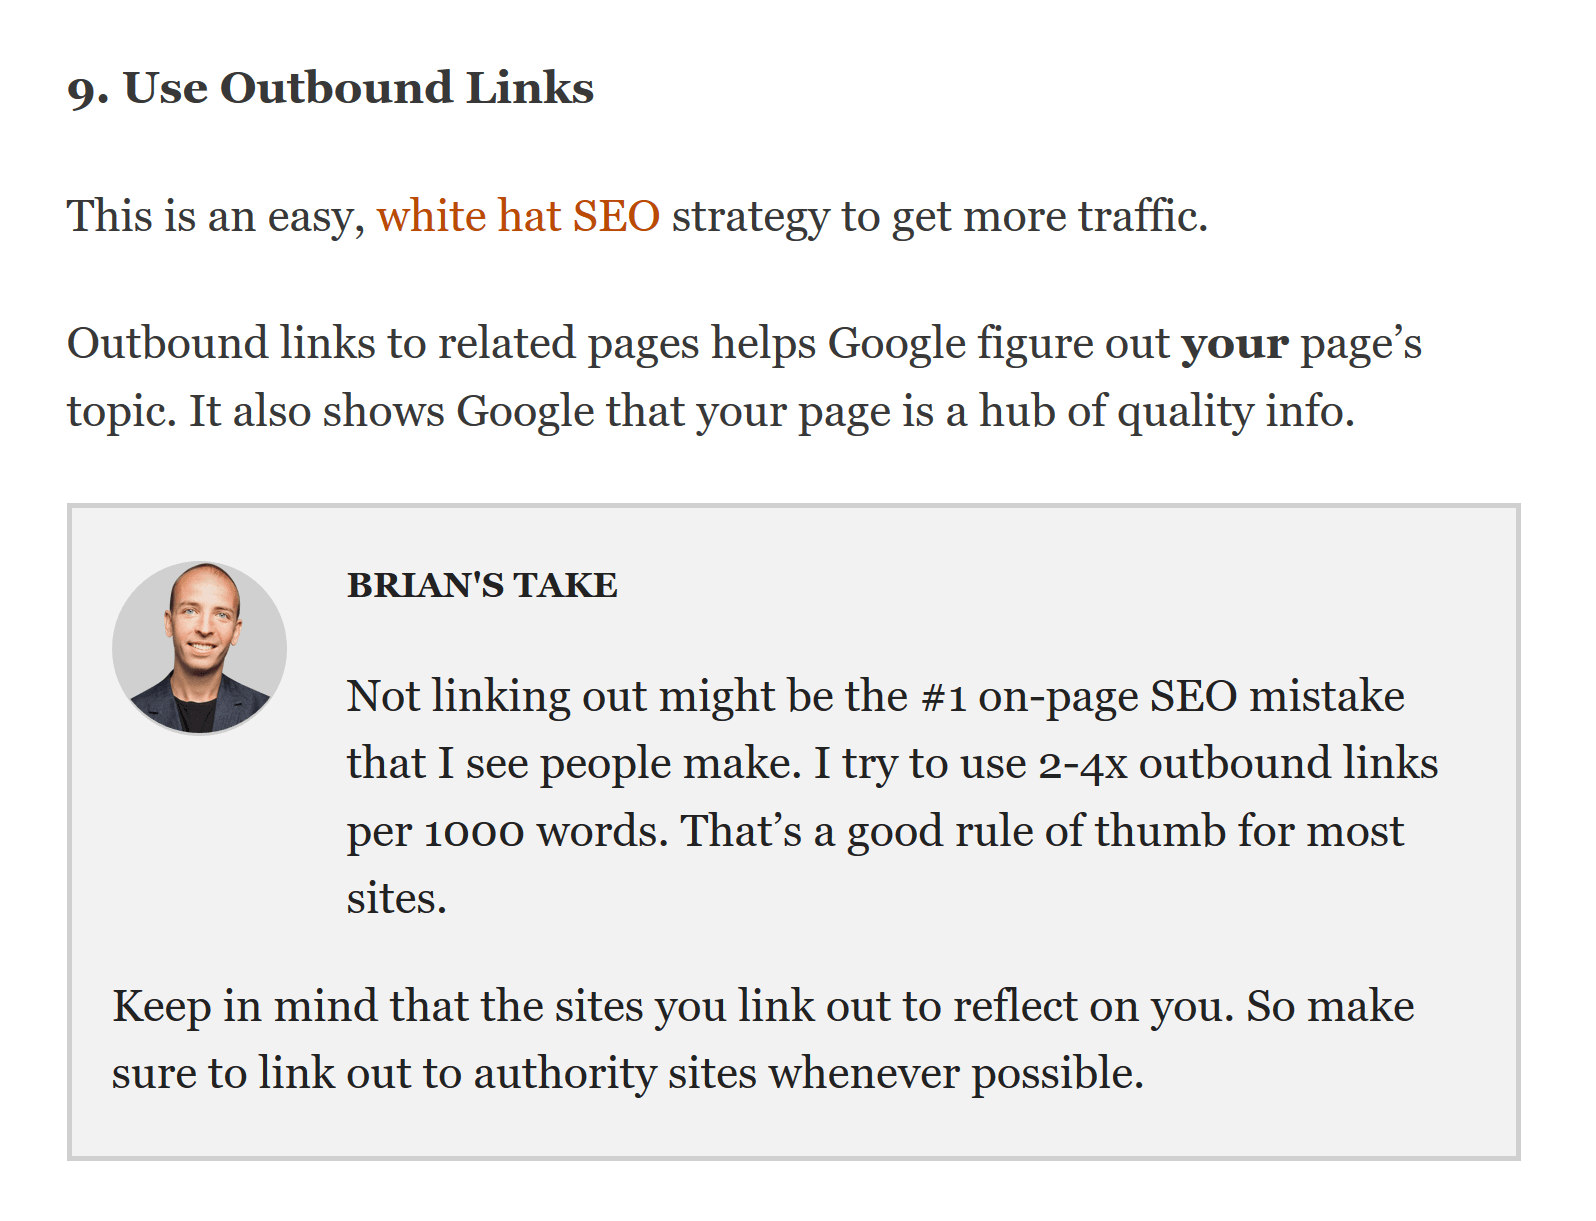 9. Use Outbound Links
This is an easy, white hat SEO strategy to get more traffic.
Outbound links to related pages helps Google figure out your page’s
topic. It also shows Google that your page is a hub of quality info.
BRIAN'S TAKE
Not linking out might be the #1 on-page SEO mistake
that I see people make. I try to use 2-4x outbound links
per 1000 words. That’s a good rule of thumb for most
sites.
Keep in mind that the sites you link out to reflect on you. So make
sure to link out to authority sites whenever possible.